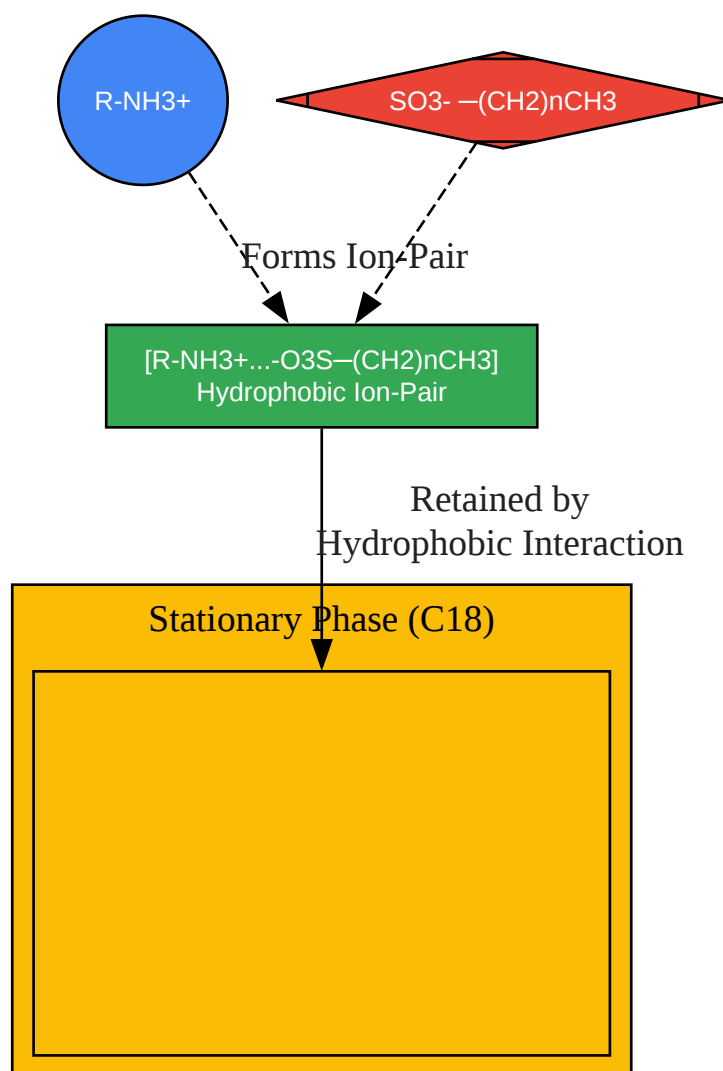 R-NH3+
SO3- —(CH2)nCH3
Forms Ion-Pair
[R-NH3+...-O3S—(CH2)nCH3]
Hydrophobic Ion-Pair
Retained by
Hydrophobic Interaction
Stationary Phase (C18)